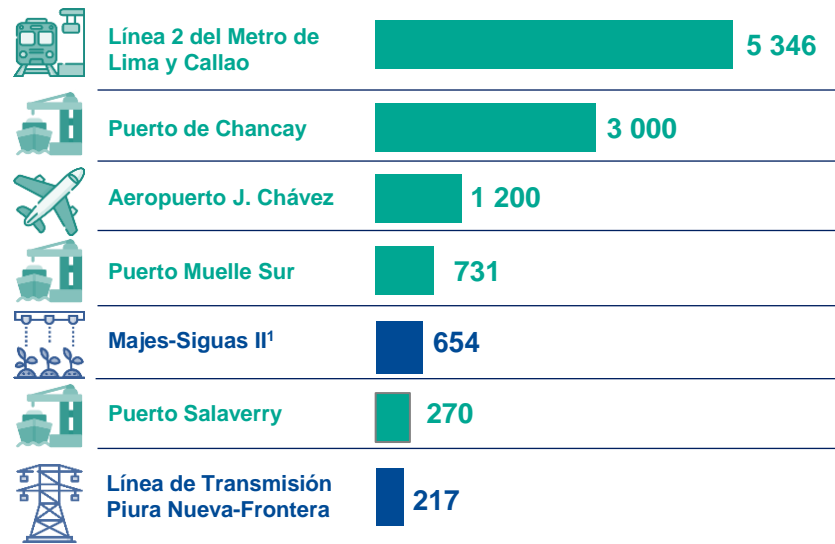 Línea 2 del Metro de
Lima y Callao
5 346
Puerto de Chancay
3 000
Aeropuerto J. Chávez
1 200
Puerto Muelle Sur
731
Majes-Siguas II¹
654
Puerto Salaverry
270
Línea de Transmisión
Piura Nueva-Frontera
217